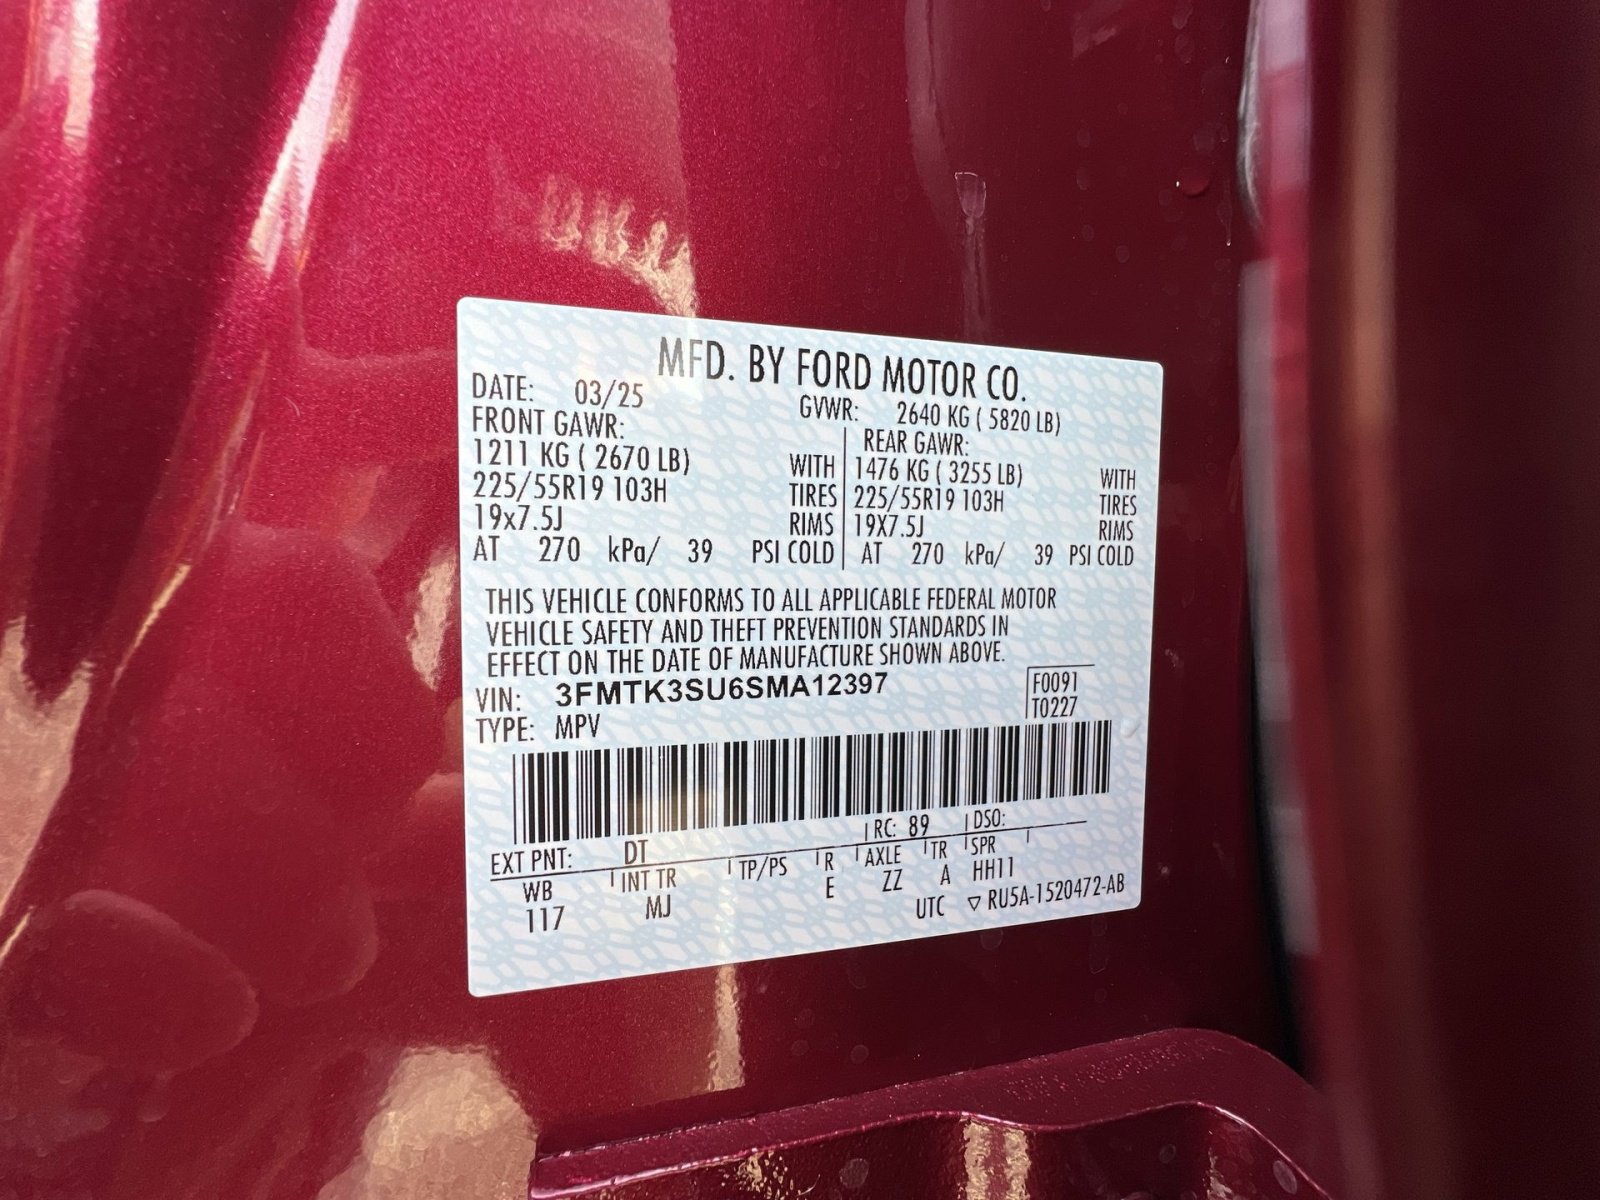 MFD. BY FORD MOTOR CO.
DATE: 03/25 GVWR: 2640 KG ( 5820 LB)
FRONT GAWR: REAR GAWR:
1211 KG ( 2670 LB) WITH 1476 KG ( 3255 LB) WITH
225/55R19 103H TIRES 225/55R19 103H TIRES
19x7.5J RIMS 19X7.5J RIMS
AT 270 kPa/ 39 PSI COLD AT 270 kPa/ 39 PSI COLD
THIS VEHICLE CONFORMS TO ALL APPLICABLE FEDERAL MOTOR
VEHICLE SAFETY AND THEFT PREVENTION STANDARDS IN
EFFECT ON THE DATE OF MANUFACTURE SHOWN ABOVE.
VIN: 3FMTK3SU6SMA12397 F0091
TYPE: MPV T0227
EXT PNT: DT RC: 89 DSO:
WB INT TR TP/PS R AXLE TR SPR
117 MJ E ZZ A HH11
UTC ▽ RU5A-1520472-AB